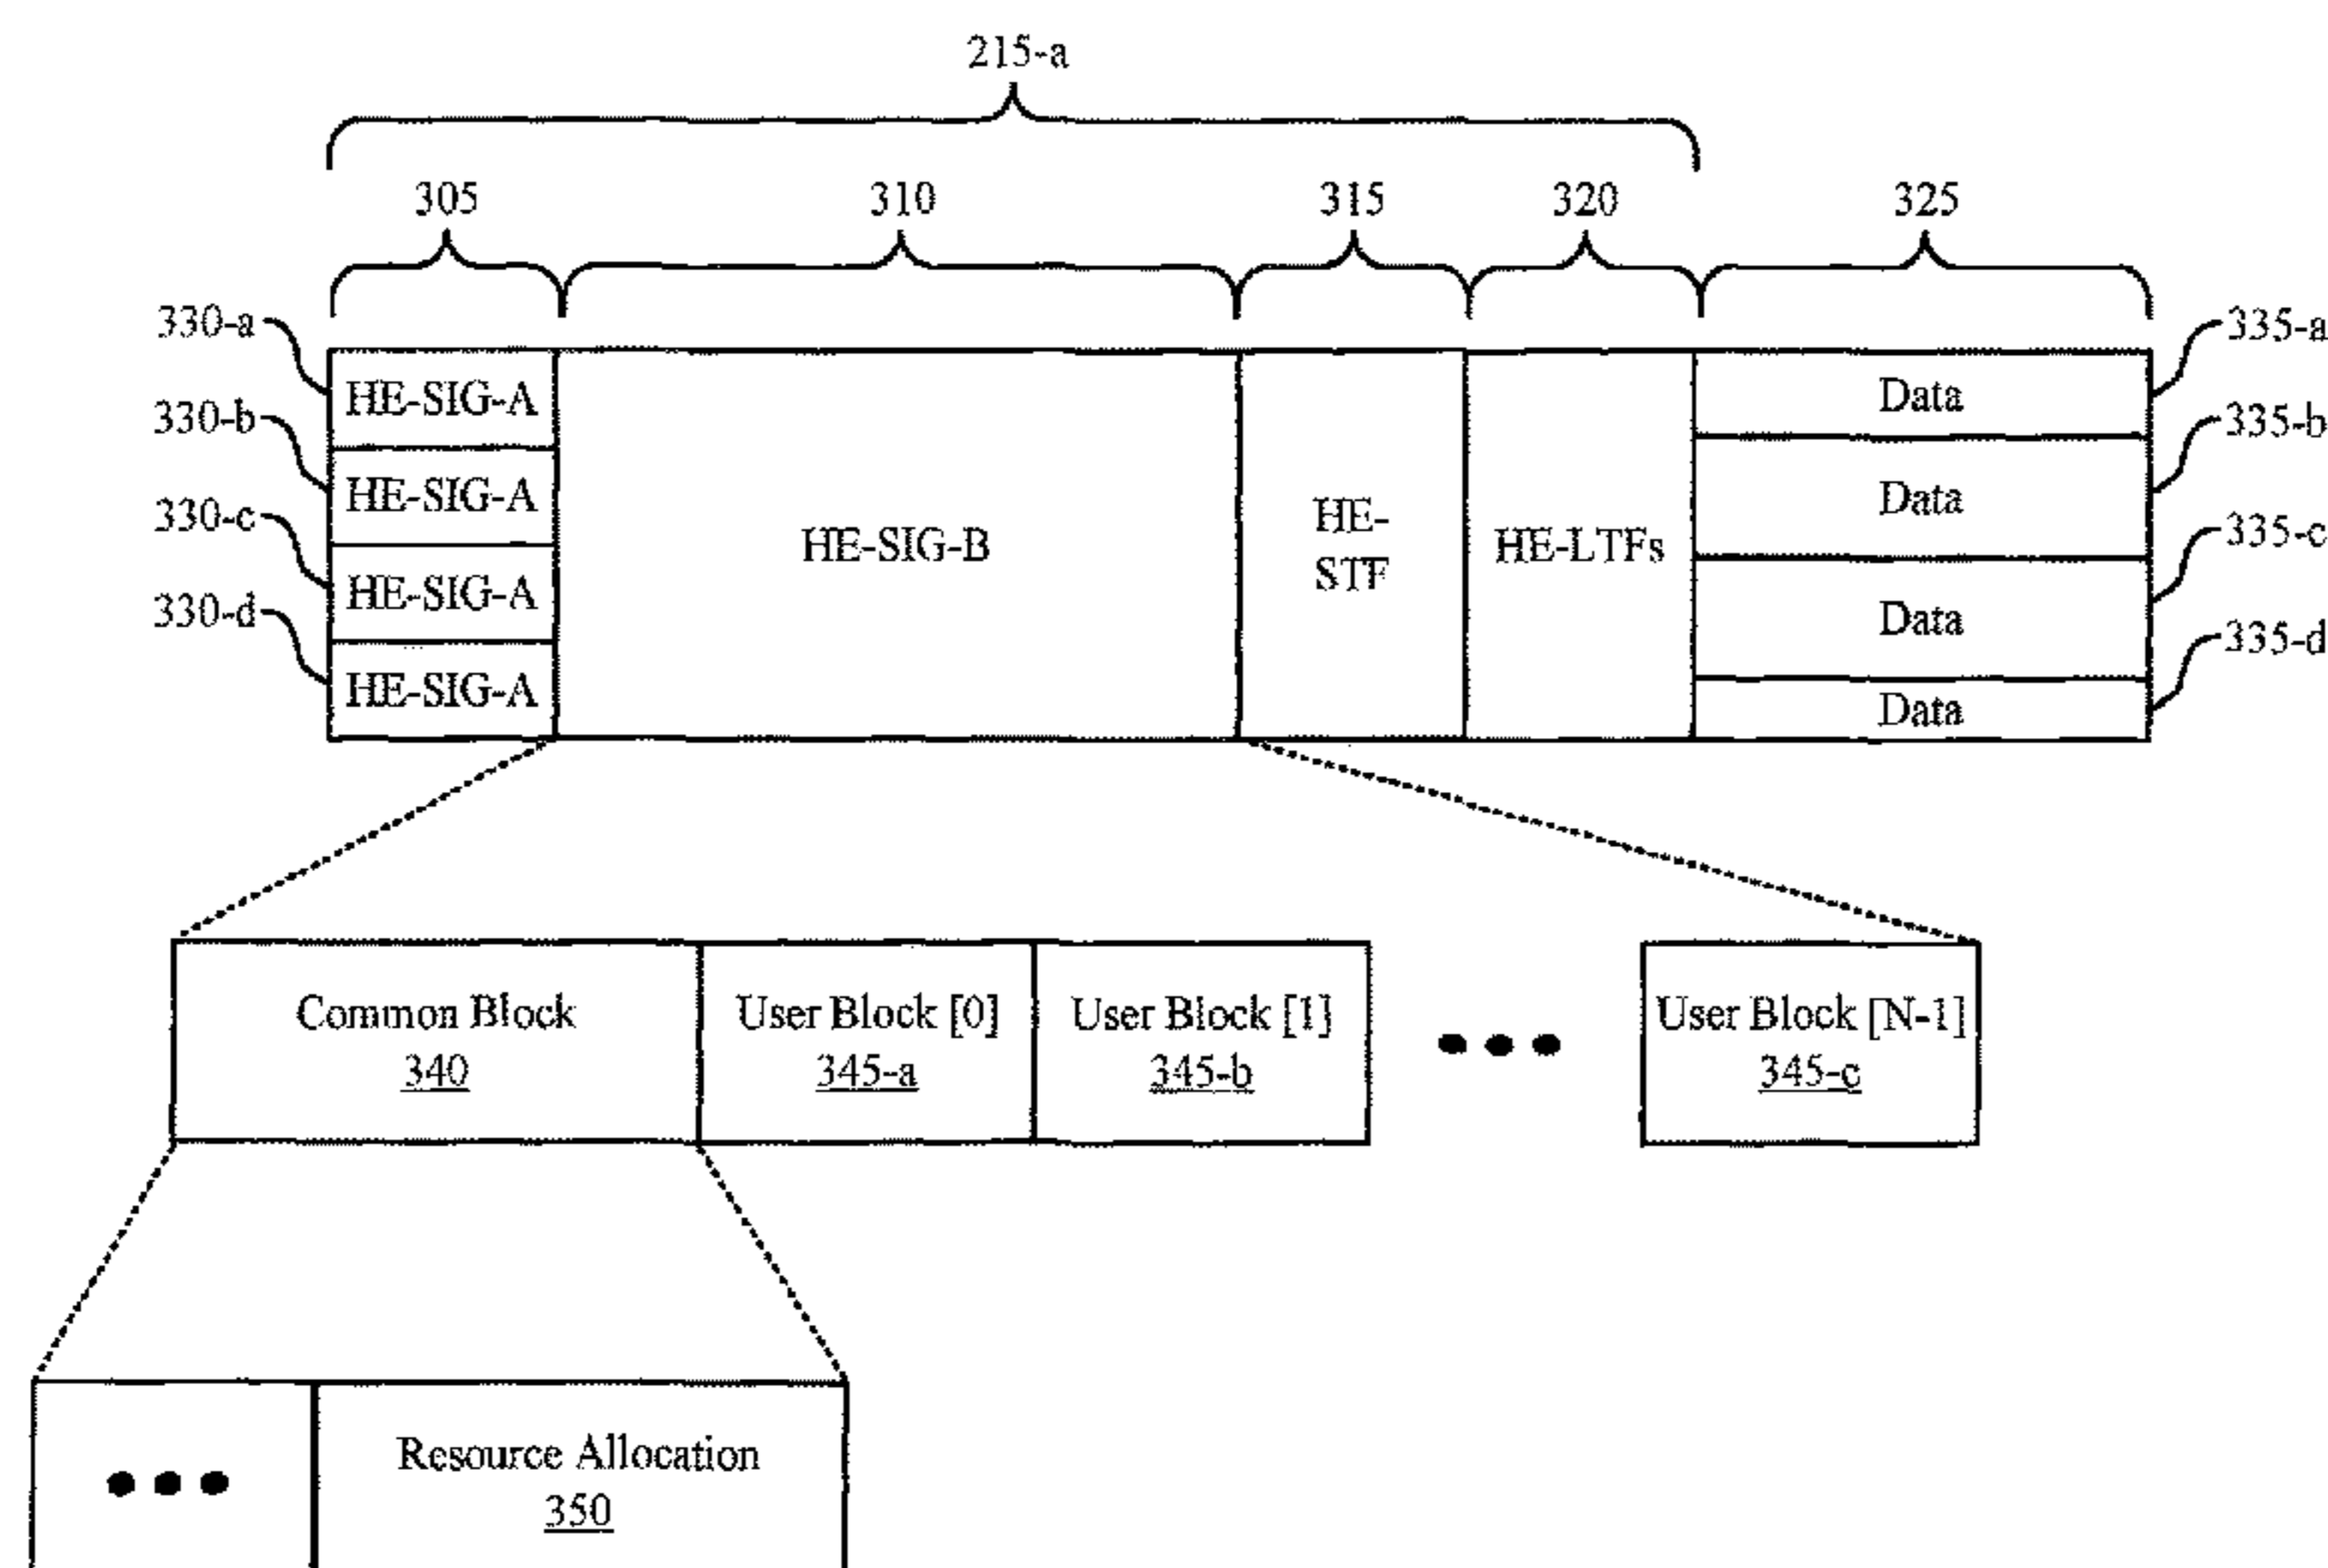 215-a
305 310 315 320 325
330-a 335-a
HE-SIG-A Data
330-b 335-b
HE-SIG-A Data
330-c HE-SIG-B HE-STF HE-LTFs 335-c
HE-SIG-A Data
330-d 335-d
HE-SIG-A Data
Common Block User Block [0] User Block [1] User Block [N-1]
340 345-a 345-b 345-c
Resource Allocation
350